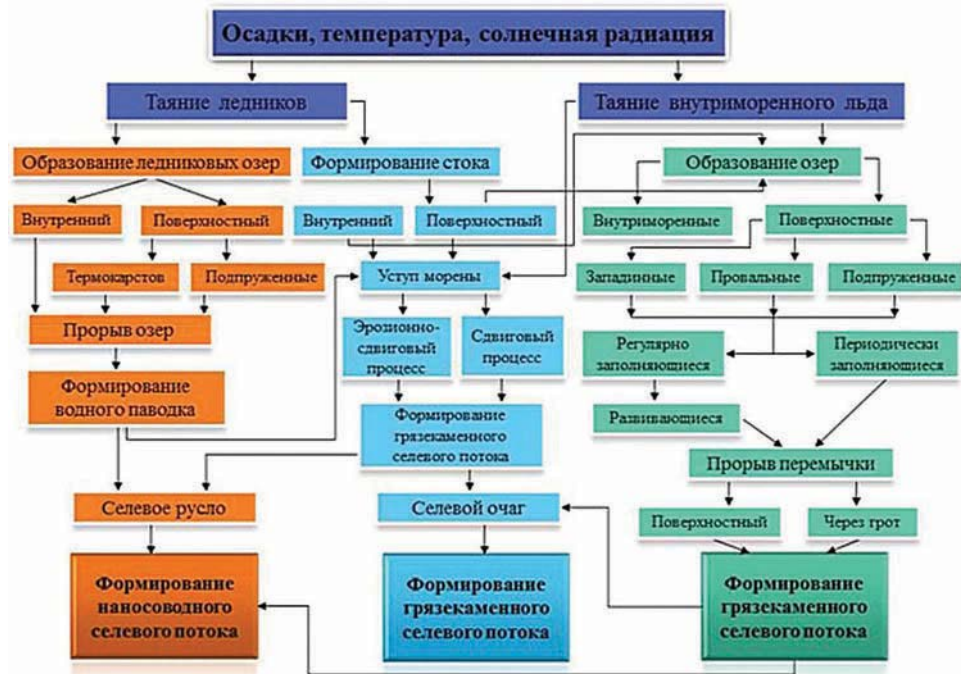 Осадки, температура, солнечная радиация
Таяние ледников
Таяние внутриморенного льда
Образование ледниковых озер
Формирование стока
Образование озер
Внутренний
Поверхностный
Внутренний
Поверхностный
Внутриморенные
Поверхностные
Термокарстов
Подпруженные
Уступ морены
Западинные
Провальные
Подпруженные
Прорыв озер
Эрозионно-
сдвиговый
процесс
Сдвиговый
процесс
Регулярно
заполняющиеся
Периодически
заполняющиеся
Формирование
водного паводка
Формирование
грязекаменного
селевого потока
Развивающиеся
Прорыв перемычки
Селевое русло
Селевой очаг
Поверхностный
Через грот
Формирование
наносоводного
селевого потока
Формирование
грязекаменного
селевого потока
Формирование
грязекаменного
селевого потока